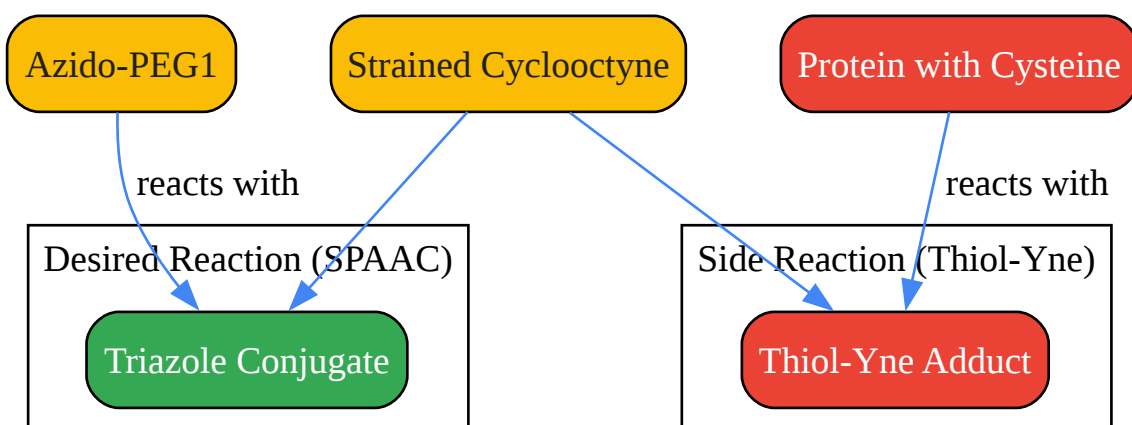 Azido-PEG1
Strained Cyclooctyne
Protein with Cysteine
reacts with
reacts with
Desired Reaction (SPAAC)
Side Reaction (Thiol-Yne)
Triazole Conjugate
Thiol-Yne Adduct